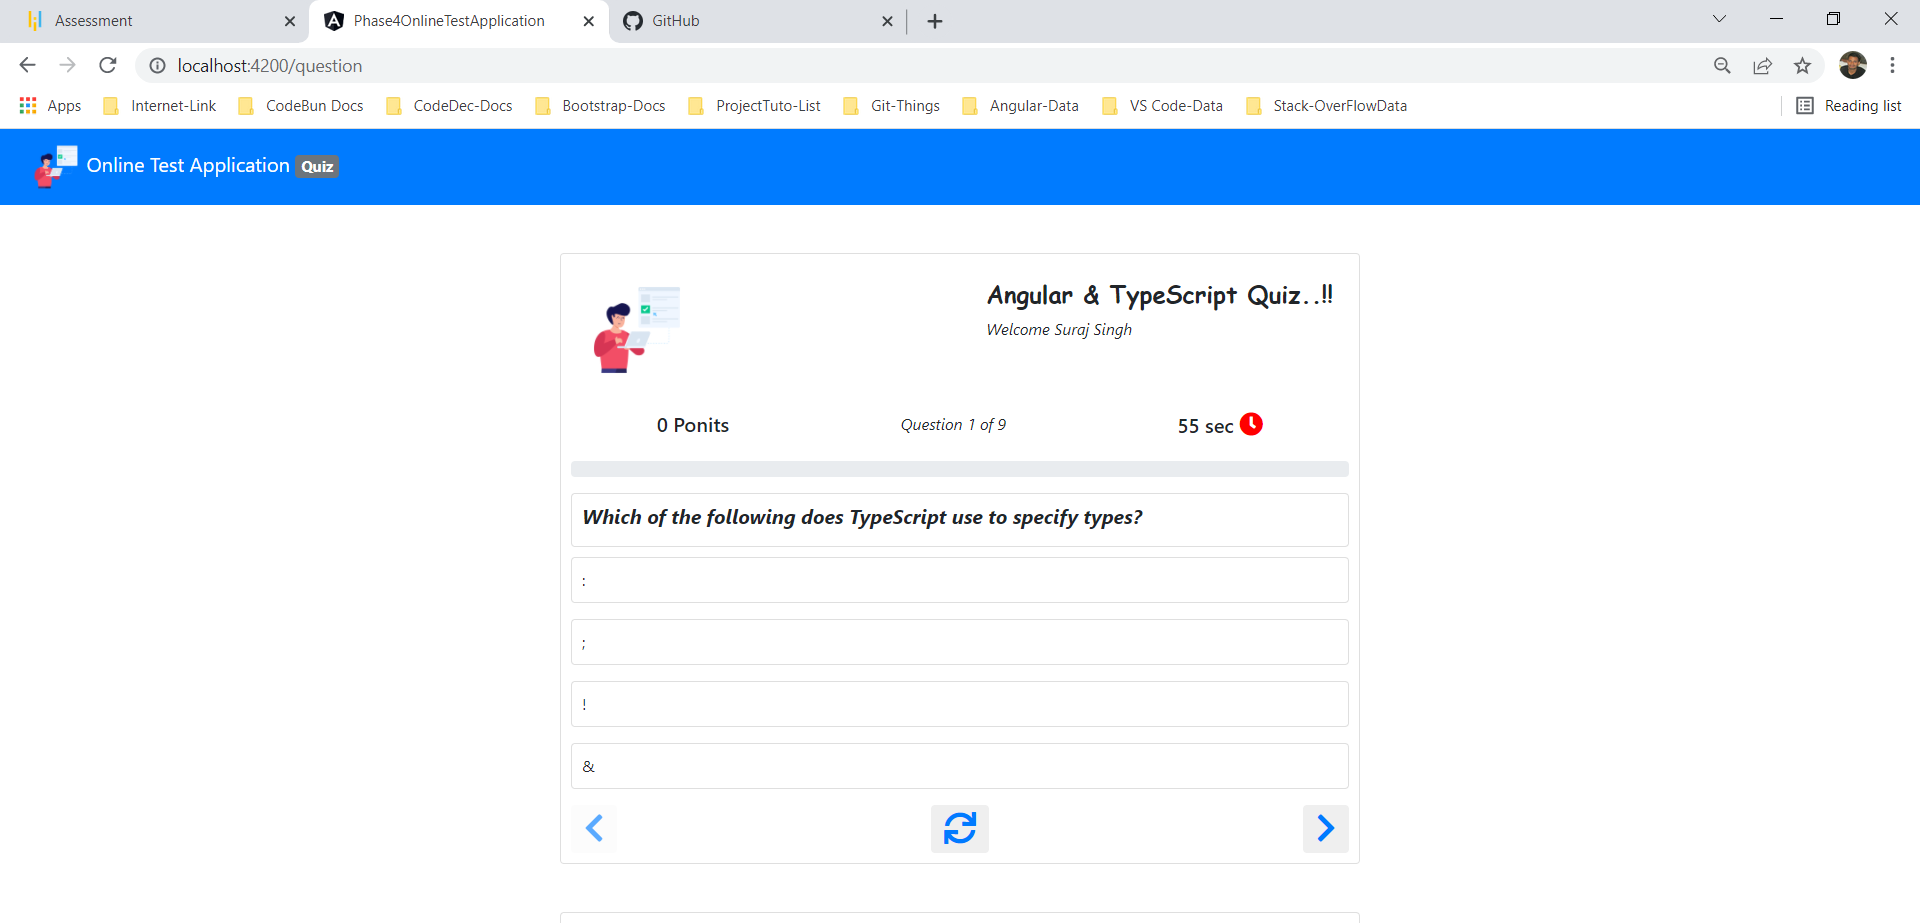 Assessment
Phase4OnlineTestApplication
GitHub
localhost:4200/question
Apps
Internet-Link
CodeBun Docs
CodeDec-Docs
Bootstrap-Docs
ProjectTuto-List
Git-Things
Angular-Data
VS Code-Data
Stack-OverFlowData
Reading list
Online Test Application Quiz
Angular & TypeScript Quiz..!!
Welcome Suraj Singh
0 Ponits
Question 1 of 9
55 sec
Which of the following does TypeScript use to specify types?
:
;
!
&